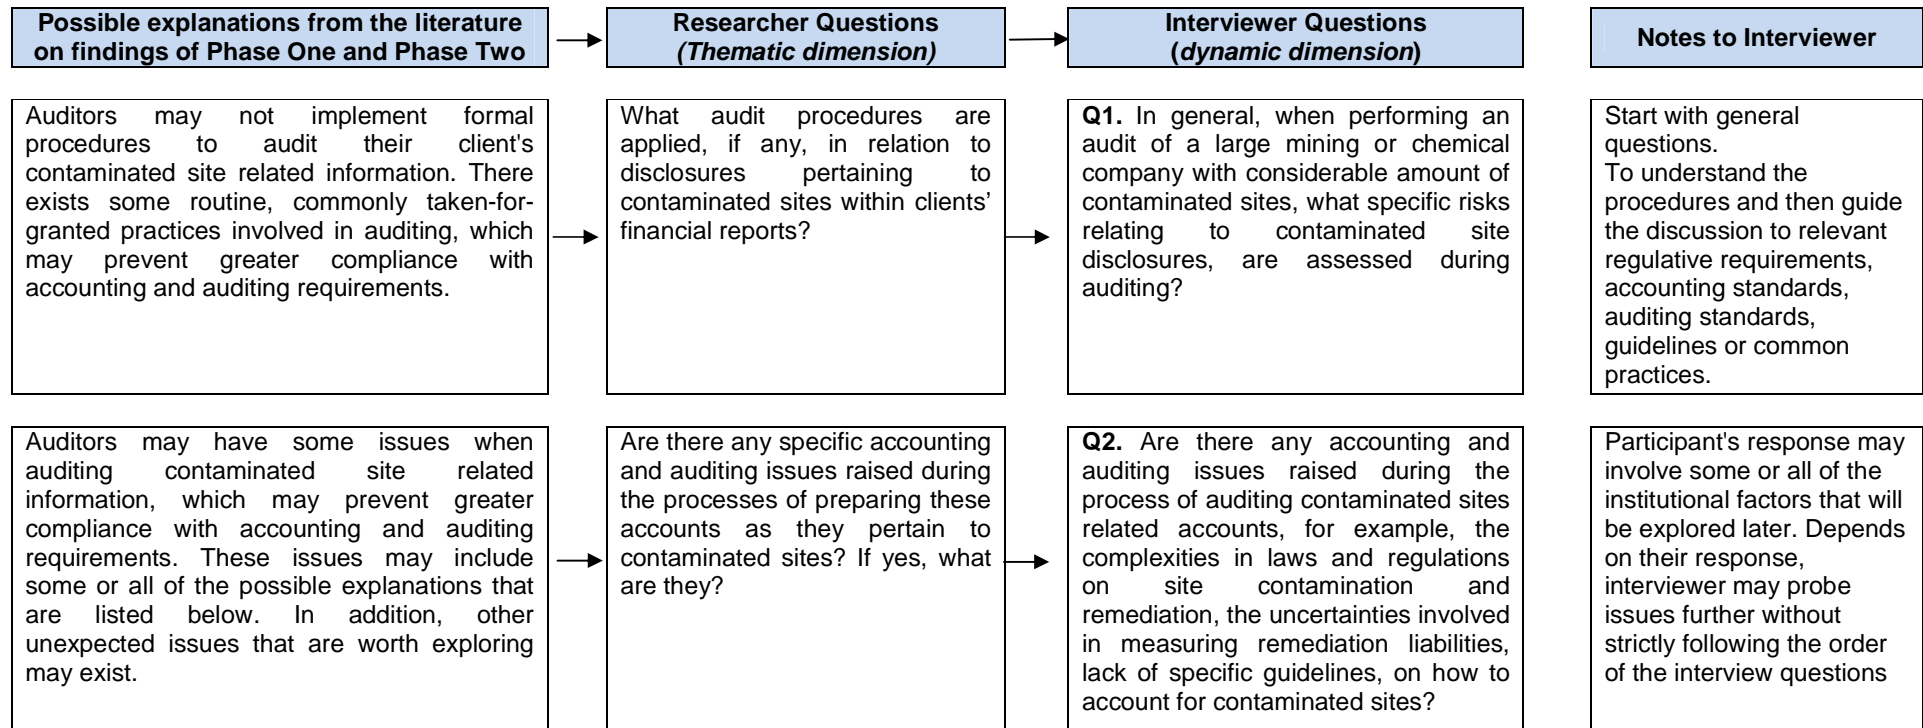 Possible explanations from the literature
on findings of Phase One and Phase Two
Researcher Questions
(Thematic dimension)
Interviewer Questions
(dynamic dimension)
Notes to Interviewer
Auditors may not implement formal
procedures to audit their client's
contaminated site related information. There
exists some routine, commonly taken-for-
granted practices involved in auditing, which
may prevent greater compliance with
accounting and auditing requirements.
What audit procedures are
applied, if any, in relation to
disclosures pertaining to
contaminated sites within clients’
financial reports?
Q1. In general, when performing an
audit of a large mining or chemical
company with considerable amount of
contaminated sites, what specific risks
relating to contaminated site
disclosures, are assessed during
auditing?
Start with general
questions.
To understand the
procedures and then guide
the discussion to relevant
regulative requirements,
accounting standards,
auditing standards,
guidelines or common
practices.
Auditors may have some issues when
auditing contaminated site related
information, which may prevent greater
compliance with accounting and auditing
requirements. These issues may include
some or all of the possible explanations that
are listed below. In addition, other
unexpected issues that are worth exploring
may exist.
Are there any specific accounting
and auditing issues raised during
the processes of preparing these
accounts as they pertain to
contaminated sites? If yes, what
are they?
Q2. Are there any accounting and
auditing issues raised during the
process of auditing contaminated sites
related accounts, for example, the
complexities in laws and regulations
on site contamination and
remediation, the uncertainties involved
in measuring remediation liabilities,
lack of specific guidelines, on how to
account for contaminated sites?
Participant's response may
involve some or all of the
institutional factors that will
be explored later. Depends
on their response,
interviewer may probe
issues further without
strictly following the order
of the interview questions